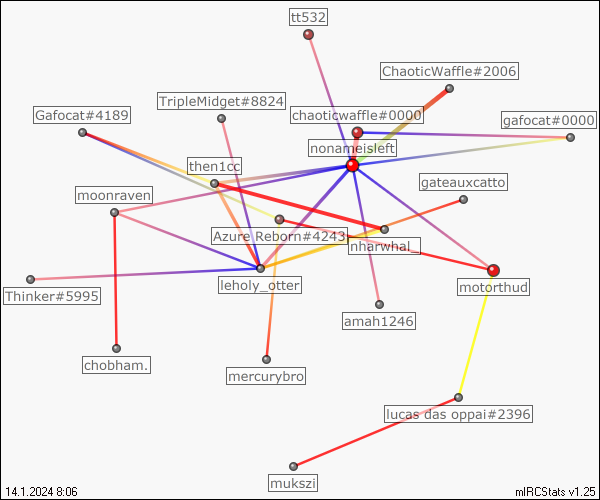 tt532
ChaoticWaffle#2006
TripleMidget#8824
Gafocat#4189
chaoticwaffle#0000
gafocat#0000
nonameisleft
then1cc
gateauxcatto
moonraven
Azure Reborn#4243
nharwhal_
leholy_otter
motorthud
Thinker#5995
amah1246
chobham.
mercurybro
lucas das oppai#2396
mukszi
14.1.2024 8:06
mIRCStats v1.25